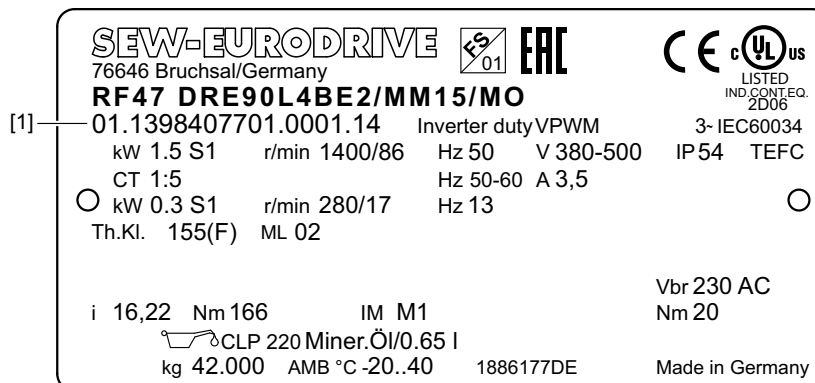 SEW-EURODRIVE FS 01 EAC CE c UL US
76646 Bruchsal/Germany LISTED
IND.CONT.EQ.
2D06
RF47 DRE90L4BE2/MM15/MO
[1] 01.1398407701.0001.14 Inverter duty VPWM 3~ IEC60034
kW 1.5 S1 r/min 1400/86 Hz 50 V 380-500 IP 54 TEFC
CT 1:5 Hz 50-60 A 3,5
kW 0.3 S1 r/min 280/17 Hz 13
Th.Kl. 155(F) ML 02
Vbr 230 AC
i 16,22 Nm 166 IM M1 Nm 20
CLP 220 Miner.Öl/0.65 l
kg 42.000 AMB °C -20..40 1886177DE Made in Germany